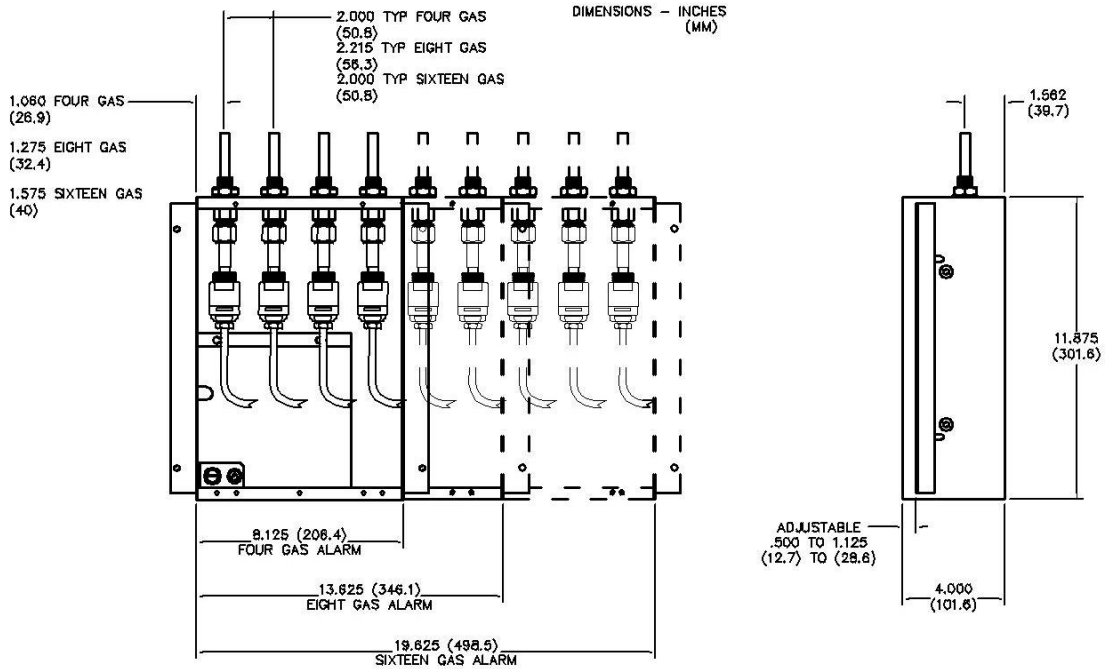 DIMENSIONS - INCHES
(MM)
2.000 TYP FOUR GAS
(50.8)
2.215 TYP EIGHT GAS
(56.3)
2.000 TYP SIXTEEN GAS
(50.8)
1.060 FOUR GAS
(26.9)
1.275 EIGHT GAS
(32.4)
1.575 SIXTEEN GAS
(40)
1.562
(39.7)
11.875
(301.6)
ADJUSTABLE
.500 TO 1.125
(12.7) TO (28.6)
4.000
(101.6)
8.125 (206.4)
FOUR GAS ALARM
13.625 (346.1)
EIGHT GAS ALARM
19.625 (498.5)
SIXTEEN GAS ALARM